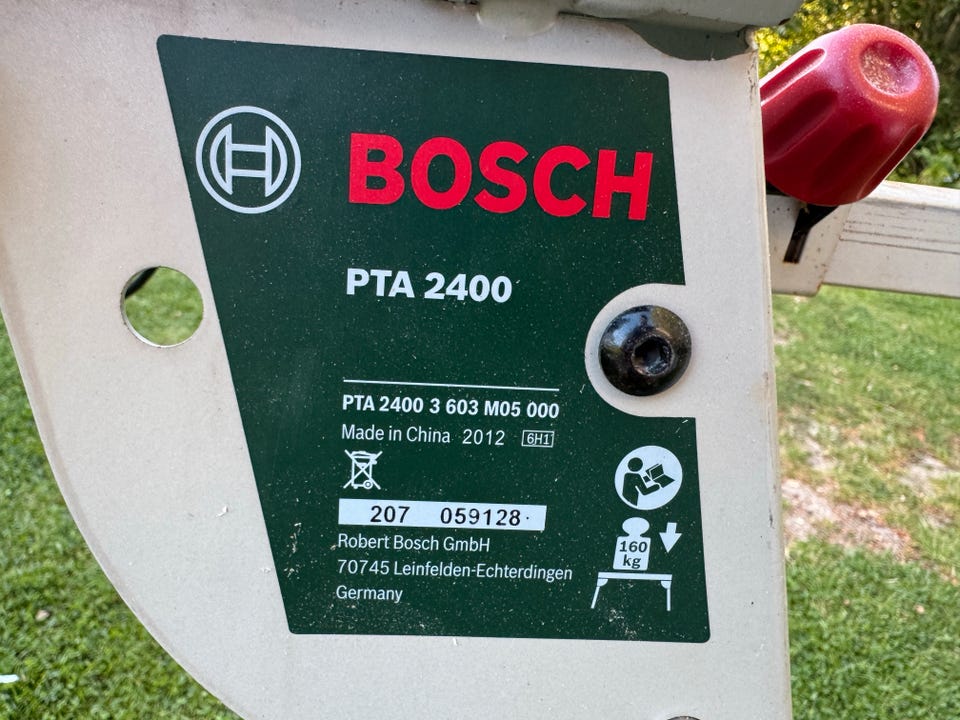 BOSCH
PTA 2400
PTA 2400 3 603 M05 000
Made in China 2012 6H1
207 059128
Robert Bosch GmbH
70745 Leinfelden-Echterdingen
Germany
160
kg